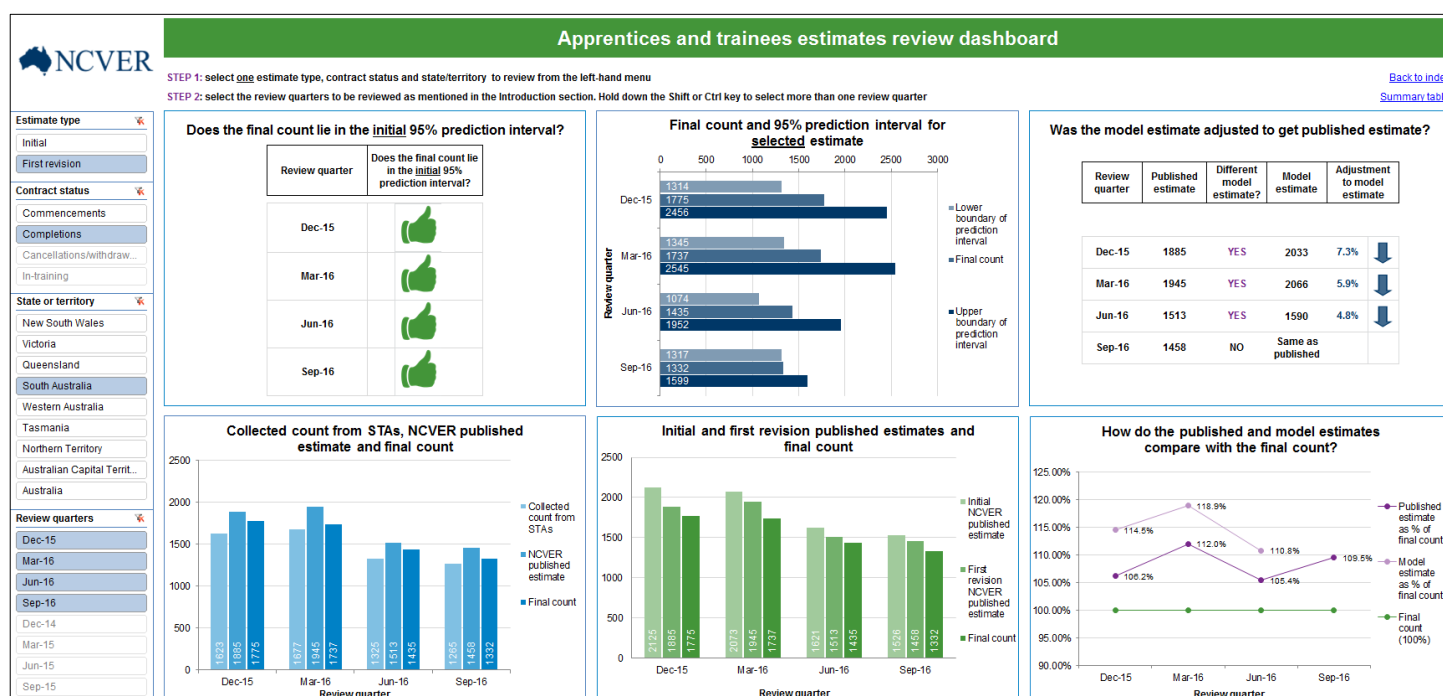 NCVER
Apprentices and trainees estimates review dashboard
STEP 1: select one estimate type, contract status and state/territory to review from the left-hand menu
Back to inde
STEP 2: select the review quarters to be reviewed as mentioned in the Introduction section. Hold down the Shift or Ctrl key to select more than one review quarter
Summary tabl
Estimate type
Initial
First revision
Contract status
Commencements
Completions
Cancellations/withdraw...
In-training
State or territory
New South Wales
Victoria
Queensland
South Australia
Western Australia
Tasmania
Northern Territory
Australian Capital Territ...
Australia
Review quarters
Dec-15
Mar-16
Jun-16
Sep-16
Dec-14
Mar-15
Jun-15
Sep-15
Does the final count lie in the initial 95% prediction interval?
Review quarter
Does the final count lie
in the initial 95%
prediction interval?
Dec-15
Mar-16
Jun-16
Sep-16
Final count and 95% prediction interval for
selected estimate
0 500 1000 1500 2000 2500 3000
Review quarter
Dec-15
1314
1775
2456
Mar-16
1345
1737
2545
Jun-16
1074
1435
1952
Sep-16
1317
1332
1599
Lower
boundary of
prediction
interval
Final count
Upper
boundary of
prediction
interval
Was the model estimate adjusted to get published estimate?
Review
quarter
Published
estimate
Different
model
estimate?
Model
estimate
Adjustment
to model
estimate
Dec-15 1885 YES 2033 7.3%
Mar-16 1945 YES 2066 5.9%
Jun-16 1513 YES 1590 4.8%
Sep-16 1458 NO Same as
published
Collected count from STAs, NCVER published
estimate and final count
2500
2000
1500
1000
500
0
1623 1885 1775
1677 1945 1737
1325 1513 1435
1265 1458 1332
Dec-15 Mar-16 Jun-16 Sep-16
Review quarter
Collected
count from
STAs
NCVER
published
estimate
Final count
Initial and first revision published estimates and
final count
2500
2000
1500
1000
500
0
2125 1885 1775
2073 1945 1737
1621 1513 1435
1526 1458 1332
Dec-15 Mar-16 Jun-16 Sep-16
Review quarter
Initial
NCVER
published
estimate
First
revision
NCVER
published
estimate
Final count
How do the published and model estimates
compare with the final count?
125.00%
120.00%
115.00%
110.00%
105.00%
100.00%
95.00%
90.00%
114.5% 118.9% 110.8%
106.2% 112.0% 105.4% 109.5%
Dec-15 Mar-16 Jun-16 Sep-16
Review quarter
Published
estimate
as % of
final count
Model
estimate
as % of
final count
Final
count
(100%)